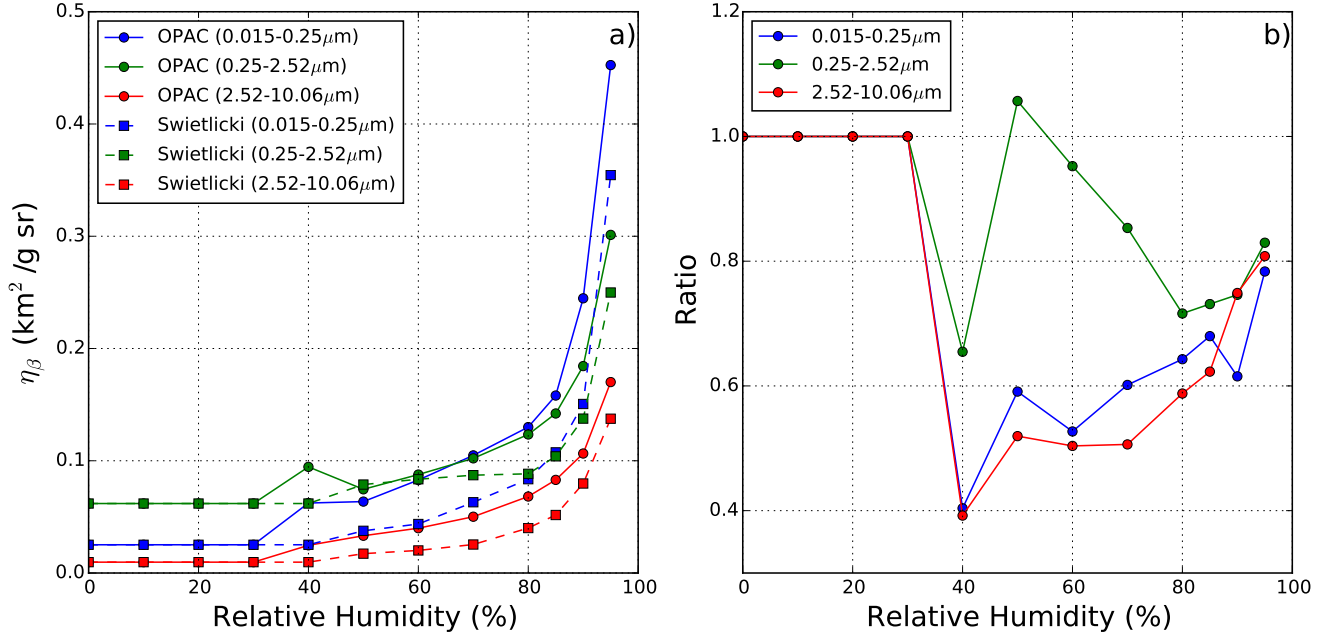 a)
OPAC (0.015-0.25μm)
OPAC (0.25-2.52μm)
OPAC (2.52-10.06μm)
Swietlicki (0.015-0.25μm)
Swietlicki (0.25-2.52μm)
Swietlicki (2.52-10.06μm)
0.5
0.4
0.3
0.2
0.1
0.0
η_β (km² /g sr)
0 20 40 60 80 100
Relative Humidity (%)
b)
0.015-0.25μm
0.25-2.52μm
2.52-10.06μm
1.2
1.0
0.8
0.6
0.4
Ratio
0 20 40 60 80 100
Relative Humidity (%)